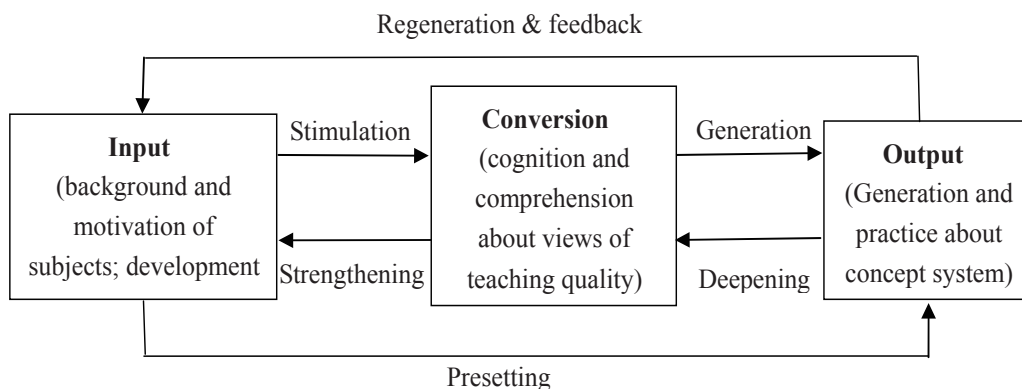 Regeneration & feedback
Input
(background and
motivation of
subjects; development
Stimulation
Strengthening
Conversion
(cognition and
comprehension
about views of
teaching quality)
Generation
Deepening
Output
(Generation and
practice about
concept system)
Presetting